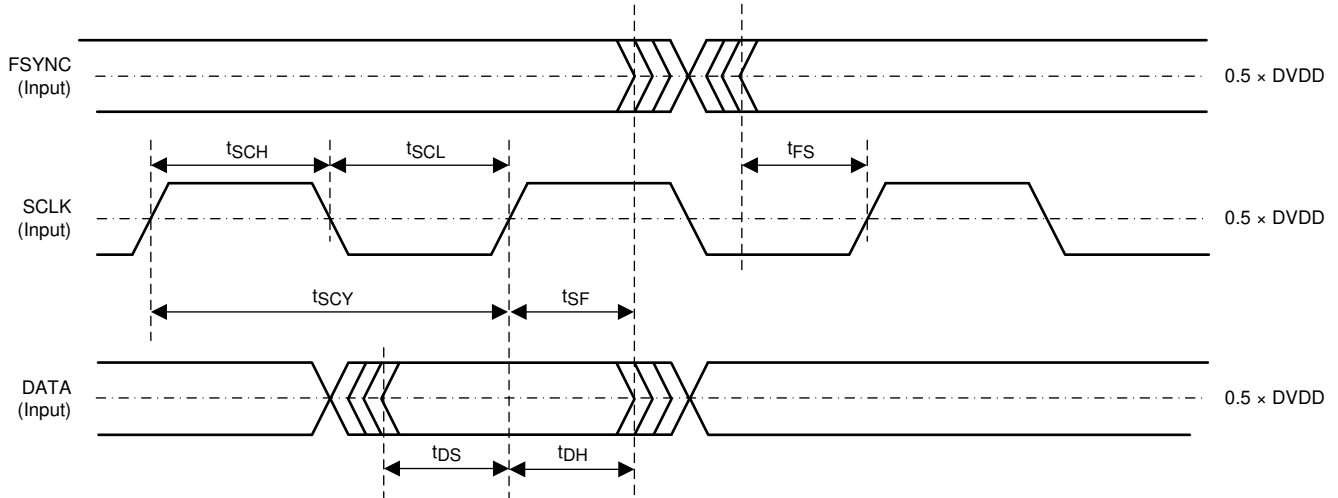 FSYNC
(Input)
0.5 × DVDD
tSCH
tSCL
tFS
SCLK
(Input)
0.5 × DVDD
tSCY
tSF
DATA
(Input)
0.5 × DVDD
tDS
tDH